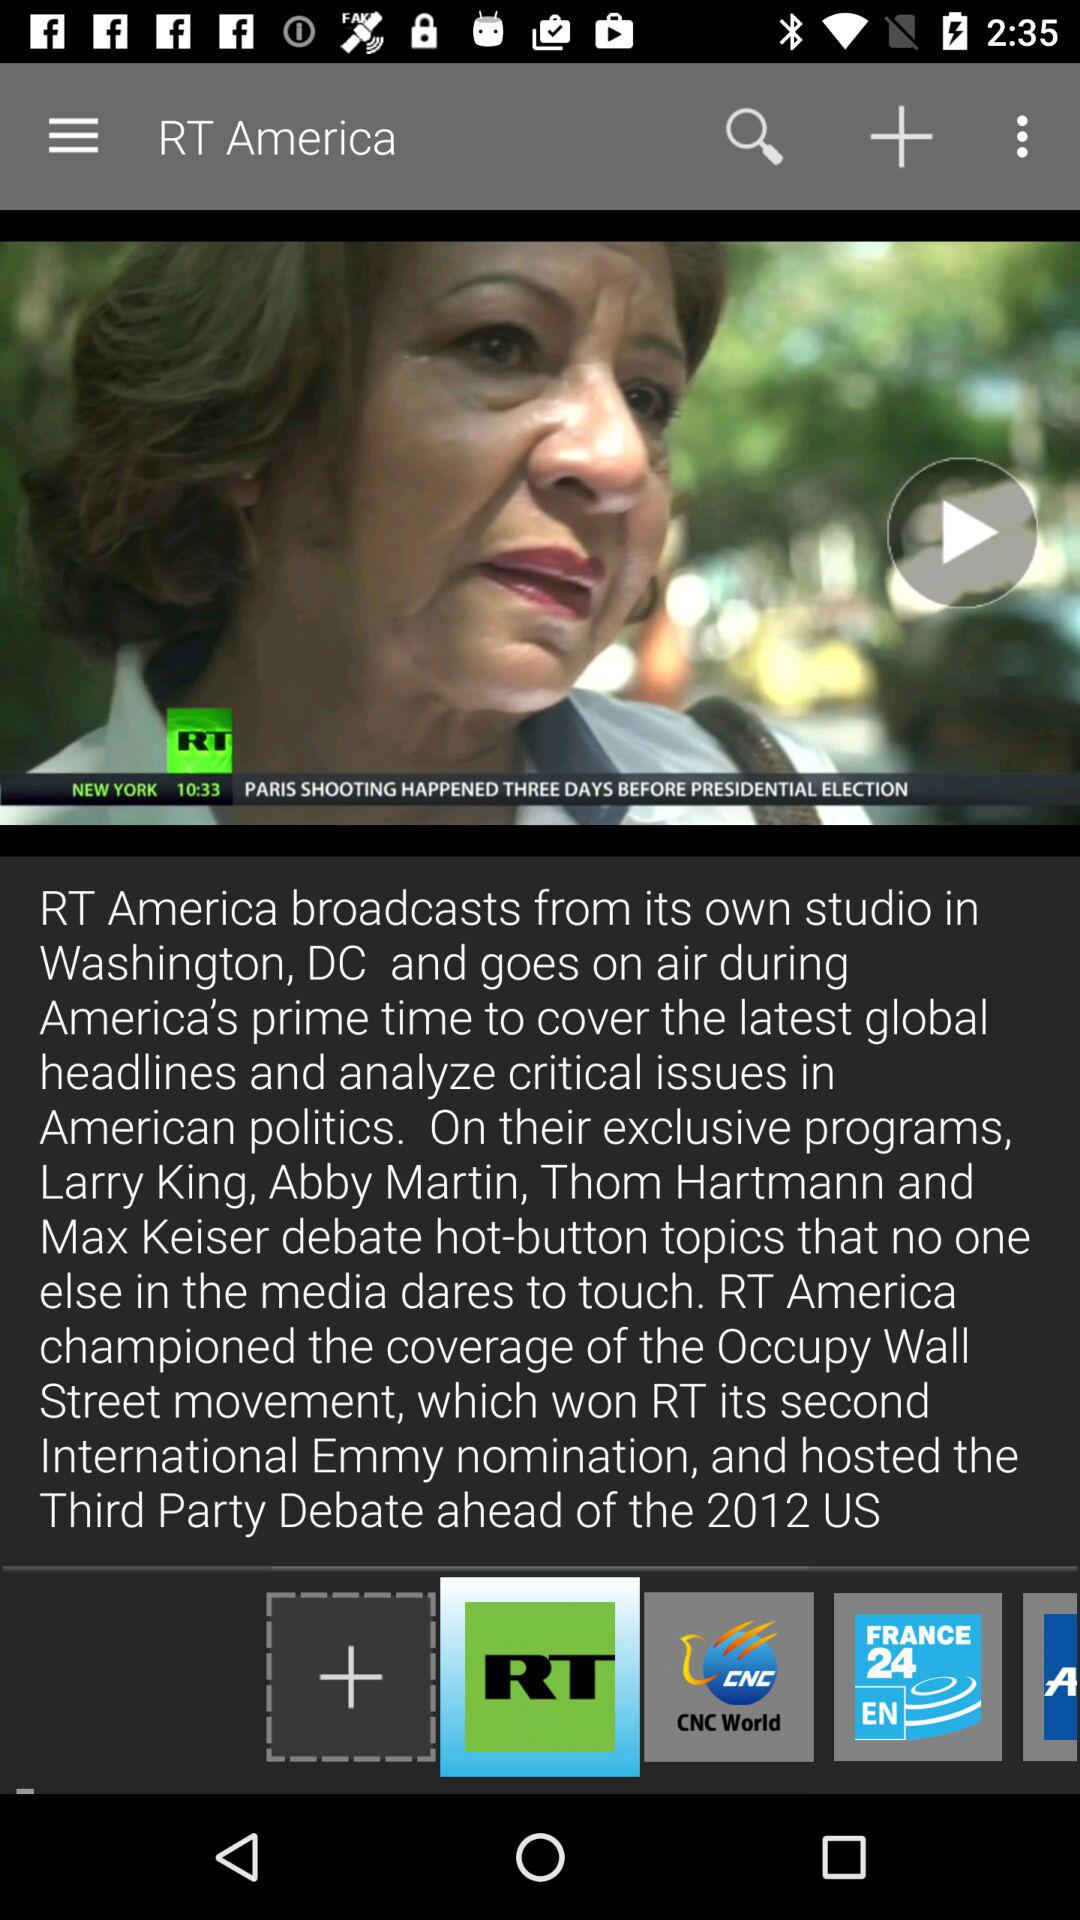 FAKE
2:35
RT America
RT
NEW YORK 10:33 PARIS SHOOTING HAPPENED THREE DAYS BEFORE PRESIDENTIAL ELECTION
RT America broadcasts from its own studio in
Washington, DC  and goes on air during
America’s prime time to cover the latest global
headlines and analyze critical issues in
American politics.  On their exclusive programs,
Larry King, Abby Martin, Thom Hartmann and
Max Keiser debate hot-button topics that no one
else in the media dares to touch. RT America
championed the coverage of the Occupy Wall
Street movement, which won RT its second
International Emmy nomination, and hosted the
Third Party Debate ahead of the 2012 US
RT
CNC
CNC World
FRANCE
24
EN
A